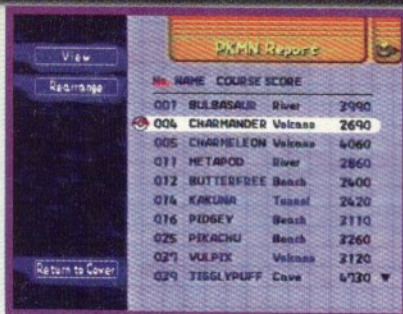 PKMN Report
View
Rearrange
No. NAME COURSE SCORE
001 BULBASAUR River 3990
004 CHARMANDER Volcano 2690
005 CHARMELEON Volcano 4060
011 METAPOD River 2860
012 BUTTERFREE Beach 2400
014 KAKUNA Tunnel 2420
016 PIDGEY Beach
025 PIKACHU Beach 3260
037 VULPIX Volcano 3120
039 JIGGLYPUFF Cave 4730
Return to Cover